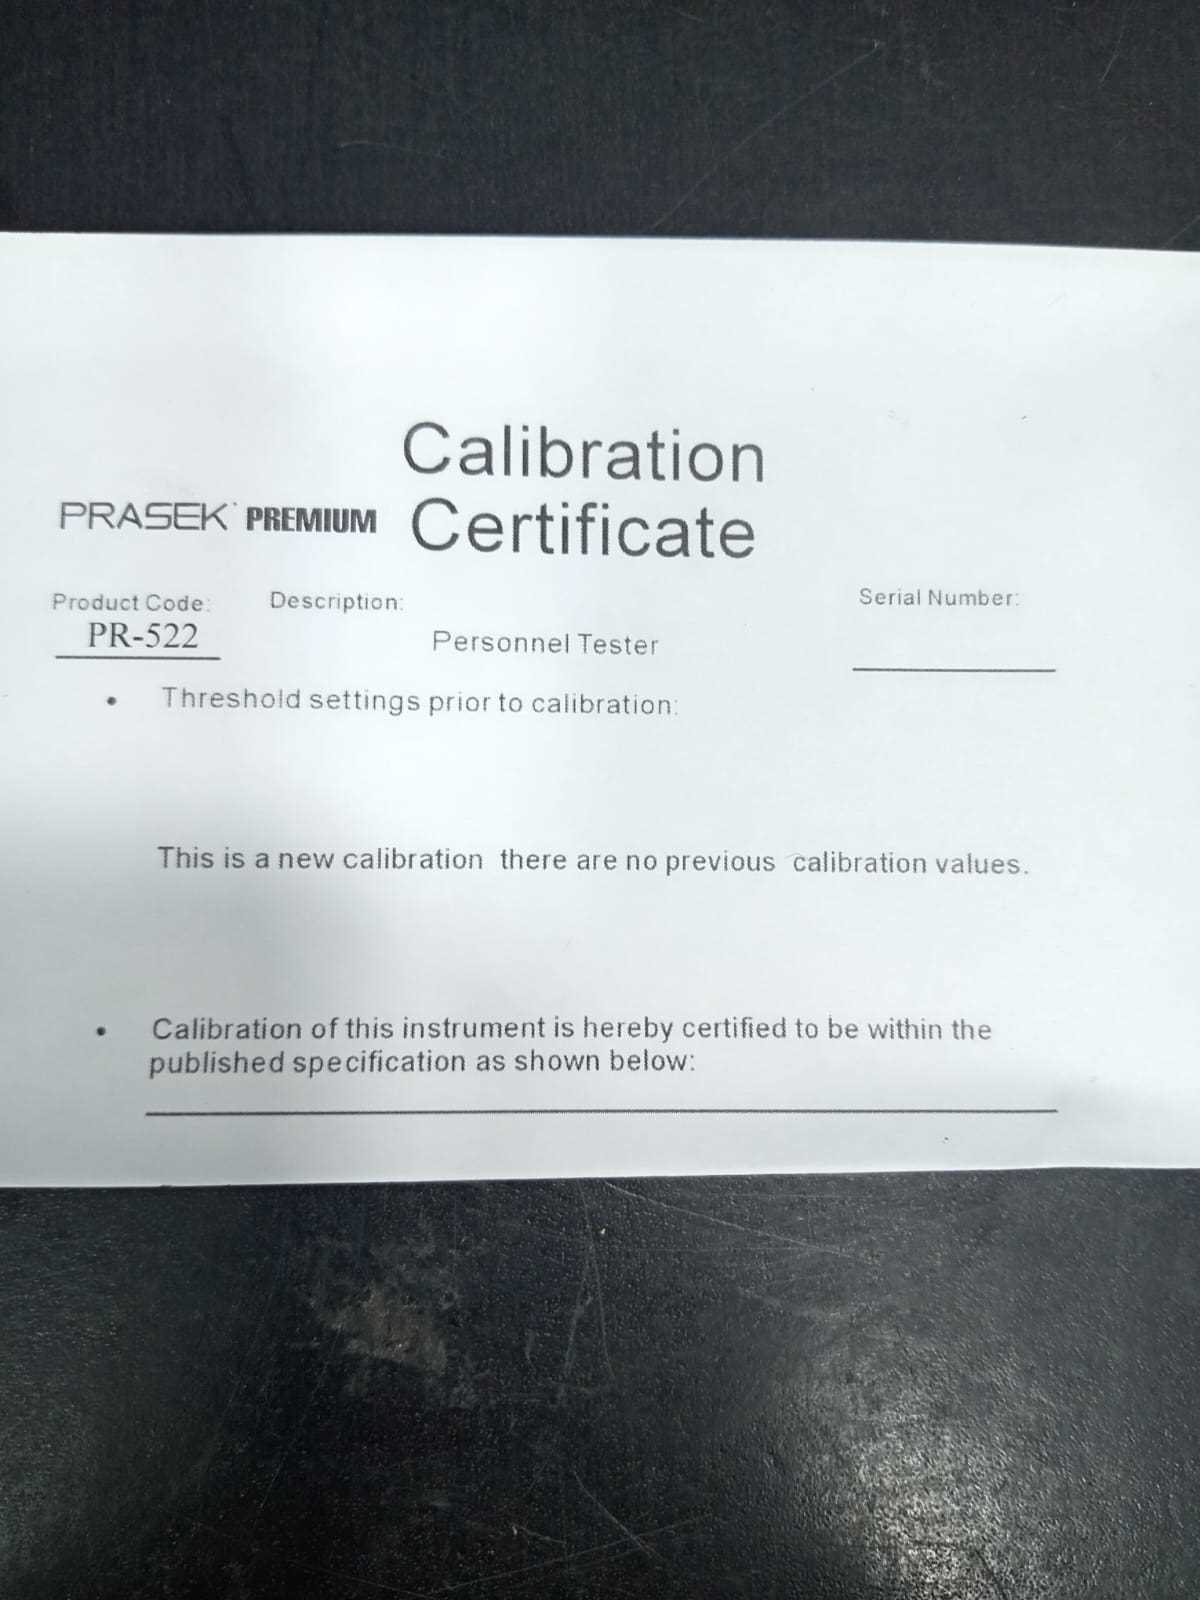 Calibration
PRASEK PREMIUM Certificate
Product Code: Description: Serial Number:
PR-522 Personnel Tester
• Threshold settings prior to calibration:
This is a new calibration there are no previous calibration values.
• Calibration of this instrument is hereby certified to be within the
published specification as shown below: